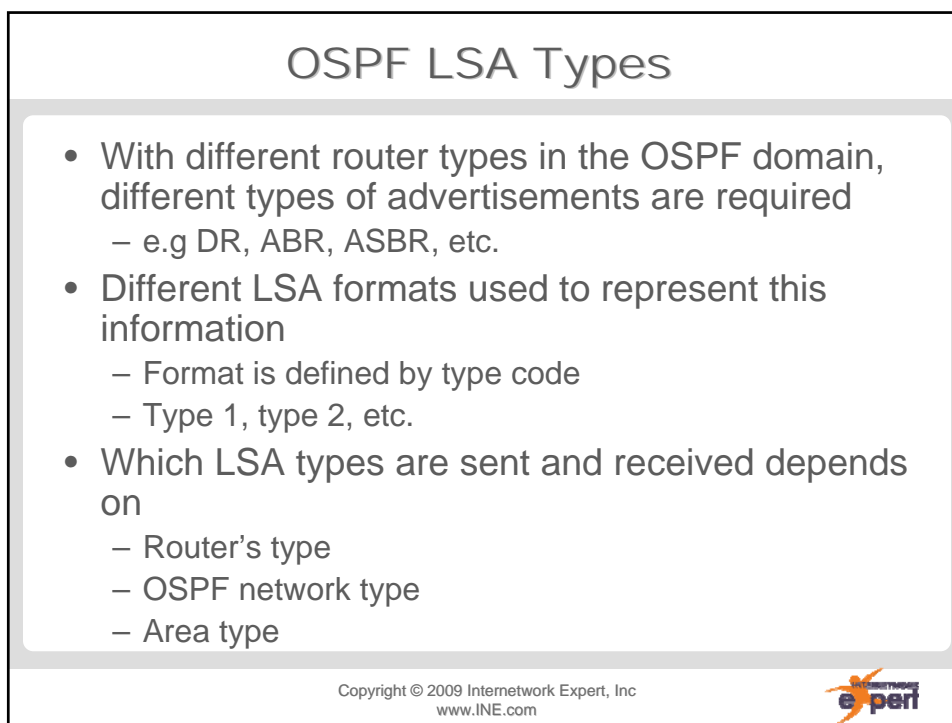 OSPF LSA Types
• With different router types in the OSPF domain,
different types of advertisements are required
– e.g DR, ABR, ASBR, etc.
• Different LSA formats used to represent this
information
– Format is defined by type code
– Type 1, type 2, etc.
• Which LSA types are sent and received depends
on
– Router's type
– OSPF network type
– Area type
Copyright © 2009 Internetwork Expert, Inc
www.INE.com
INTERNETWORK
expert